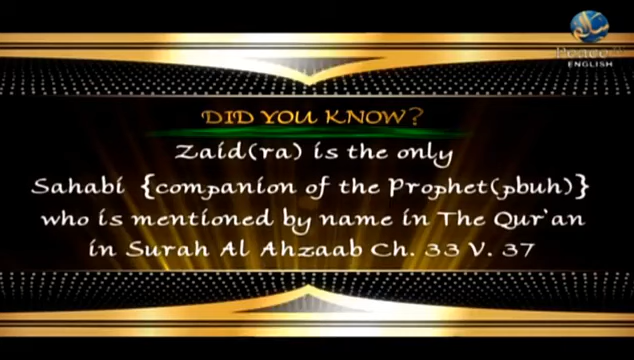 Peace TV
ENGLISH
DID YOU KNOW?
Zaid(ra) is the only
Sahabi {companion of the Prophet(pbuh)}
who is mentioned by name in The Qur'an
in Surah Al Ahzaab Ch. 33 V. 37